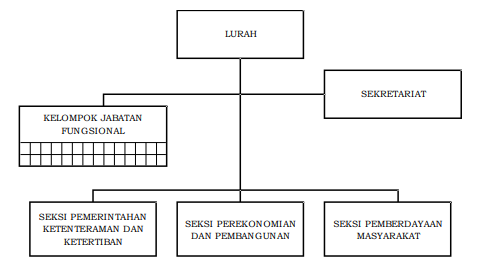 LURAH
SEKRETARIAT
KELOMPOK JABATAN
FUNGSIONAL
SEKSI PEMERINTAHAN
KETENTERAMAN DAN
KETERTIBAN
SEKSI PEREKONOMIAN
DAN PEMBANGUNAN
SEKSI PEMBERDAYAAN
MASYARAKAT